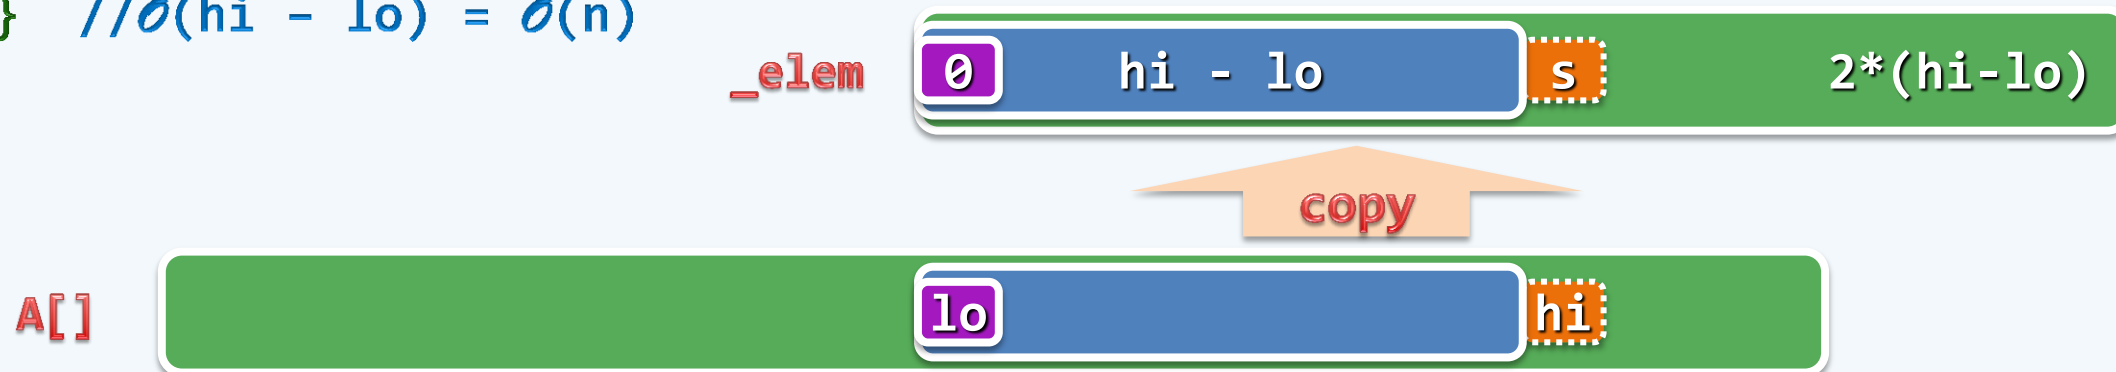 } //𝒪(hi - lo) = 𝒪(n)
_elem 0 hi - lo s 2*(hi-lo)
copy
A[] lo hi